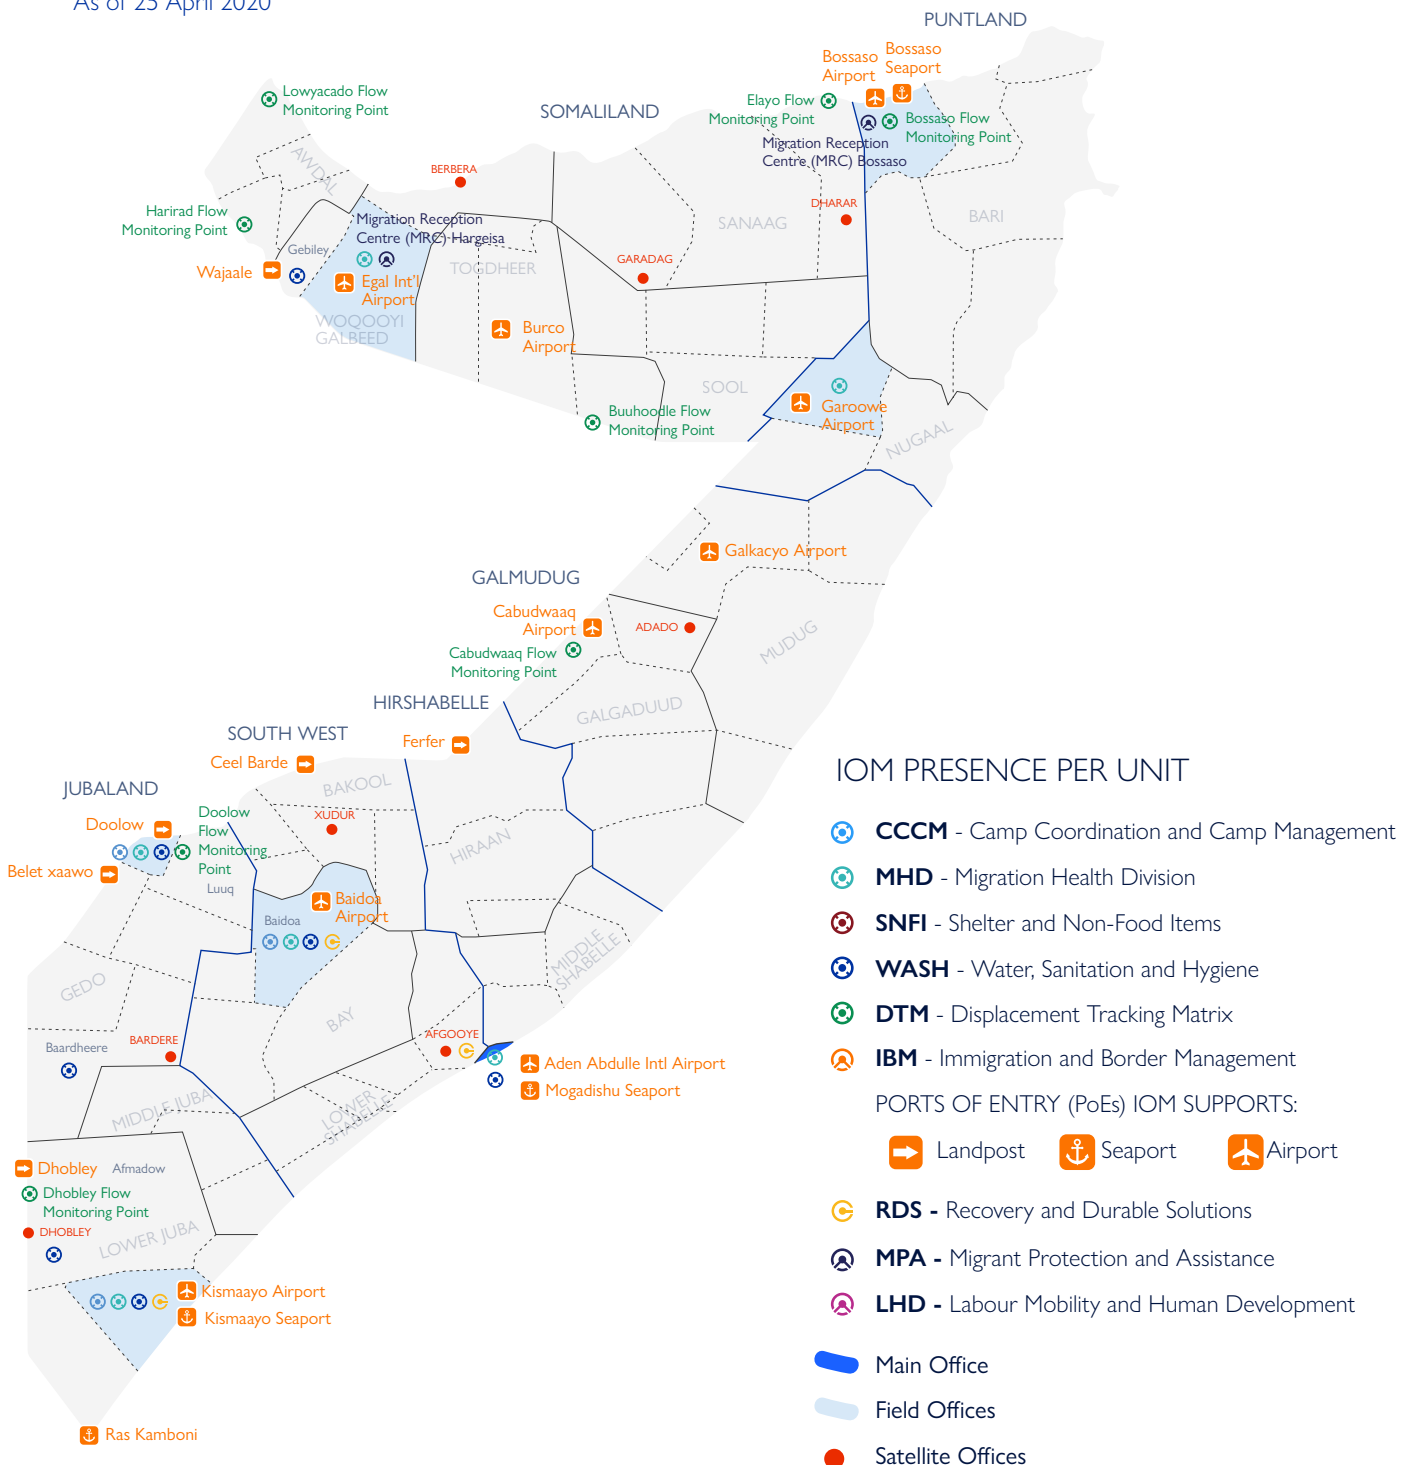 As of 25 April 2020
PUNTLAND
Bossaso
Airport
Bossaso
Seaport
Lowyacado Flow
Monitoring Point
SOMALILAND
Elayo Flow
Monitoring Point
Bossaso Flow
Monitoring Point
Migration Reception
Centre (MRC) Bossaso
AWDAL
BERBERA
DHARAR
SANAAG
BARI
Harirad Flow
Monitoring Point
Migration Reception
Centre (MRC) Hargeisa
Gebiley
Wajaale
Egal Int'l
Airport
TOGDHEER
GARADAG
WOQOOYI
GALBEED
Burco
Airport
SOOL
Garoowe
Airport
Buuhoodle Flow
Monitoring Point
NUGAAL
Galkacyo Airport
GALMUDUG
Cabudwaaq
Airport
ADADO
MUDUG
Cabudwaaq Flow
Monitoring Point
HIRSHABELLE
GALGADUUD
SOUTH WEST
Ferfer
Ceel Barde
JUBALAND
BAKOOL
Doolow
Doolow
Flow
Monitoring
Point
XUDUR
HIRAAN
Belet xaawo
Luuq
Baidoa
Airport
Baidoa
MIDDLE
SHABELLE
GEDO
BAY
Baardheere
BARDERE
AFGOOYE
Aden Abdulle Intl Airport
Mogadishu Seaport
MIDDLE JUBA
LOWER
SHABELLE
Dhobley
Afmadow
Dhobley Flow
Monitoring Point
DHOBLEY
LOWER JUBA
Kismaayo Airport
Kismaayo Seaport
Ras Kamboni
IOM PRESENCE PER UNIT
CCCM - Camp Coordination and Camp Management
MHD - Migration Health Division
SNFI - Shelter and Non-Food Items
WASH - Water, Sanitation and Hygiene
DTM - Displacement Tracking Matrix
IBM - Immigration and Border Management
PORTS OF ENTRY (PoEs) IOM SUPPORTS:
Landpost Seaport Airport
RDS - Recovery and Durable Solutions
MPA - Migrant Protection and Assistance
LHD - Labour Mobility and Human Development
Main Office
Field Offices
Satellite Offices